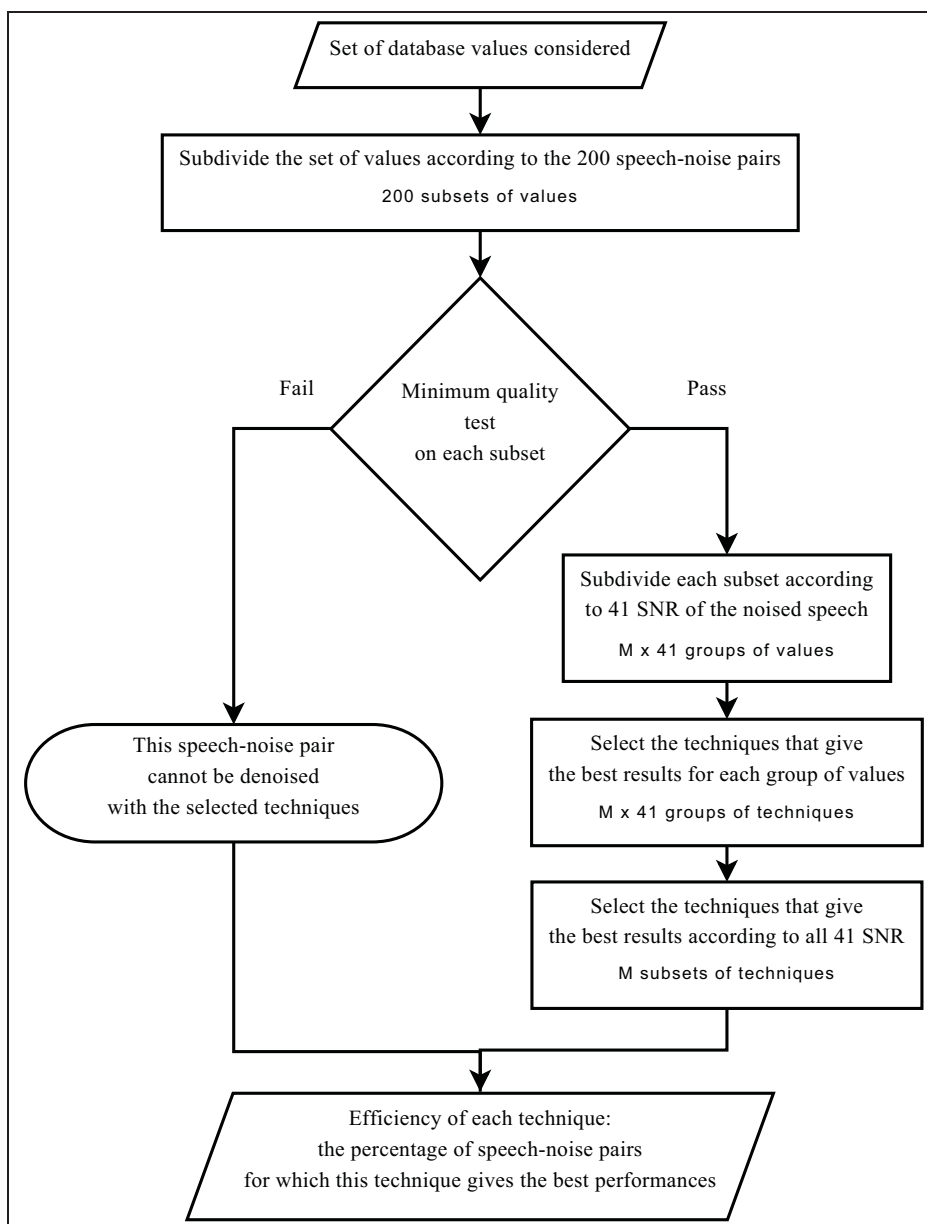 Set of database values considered
Subdivide the set of values according to the 200 speech-noise pairs
200 subsets of values
Fail
Minimum quality
test
on each subset
Pass
Subdivide each subset according
to 41 SNR of the noised speech
M x 41 groups of values
This speech-noise pair
cannot be denoised
with the selected techniques
Select the techniques that give
the best results for each group of values
M x 41 groups of techniques
Select the techniques that give
the best results according to all 41 SNR
M subsets of techniques
Efficiency of each technique:
the percentage of speech-noise pairs
for which this technique gives the best performances